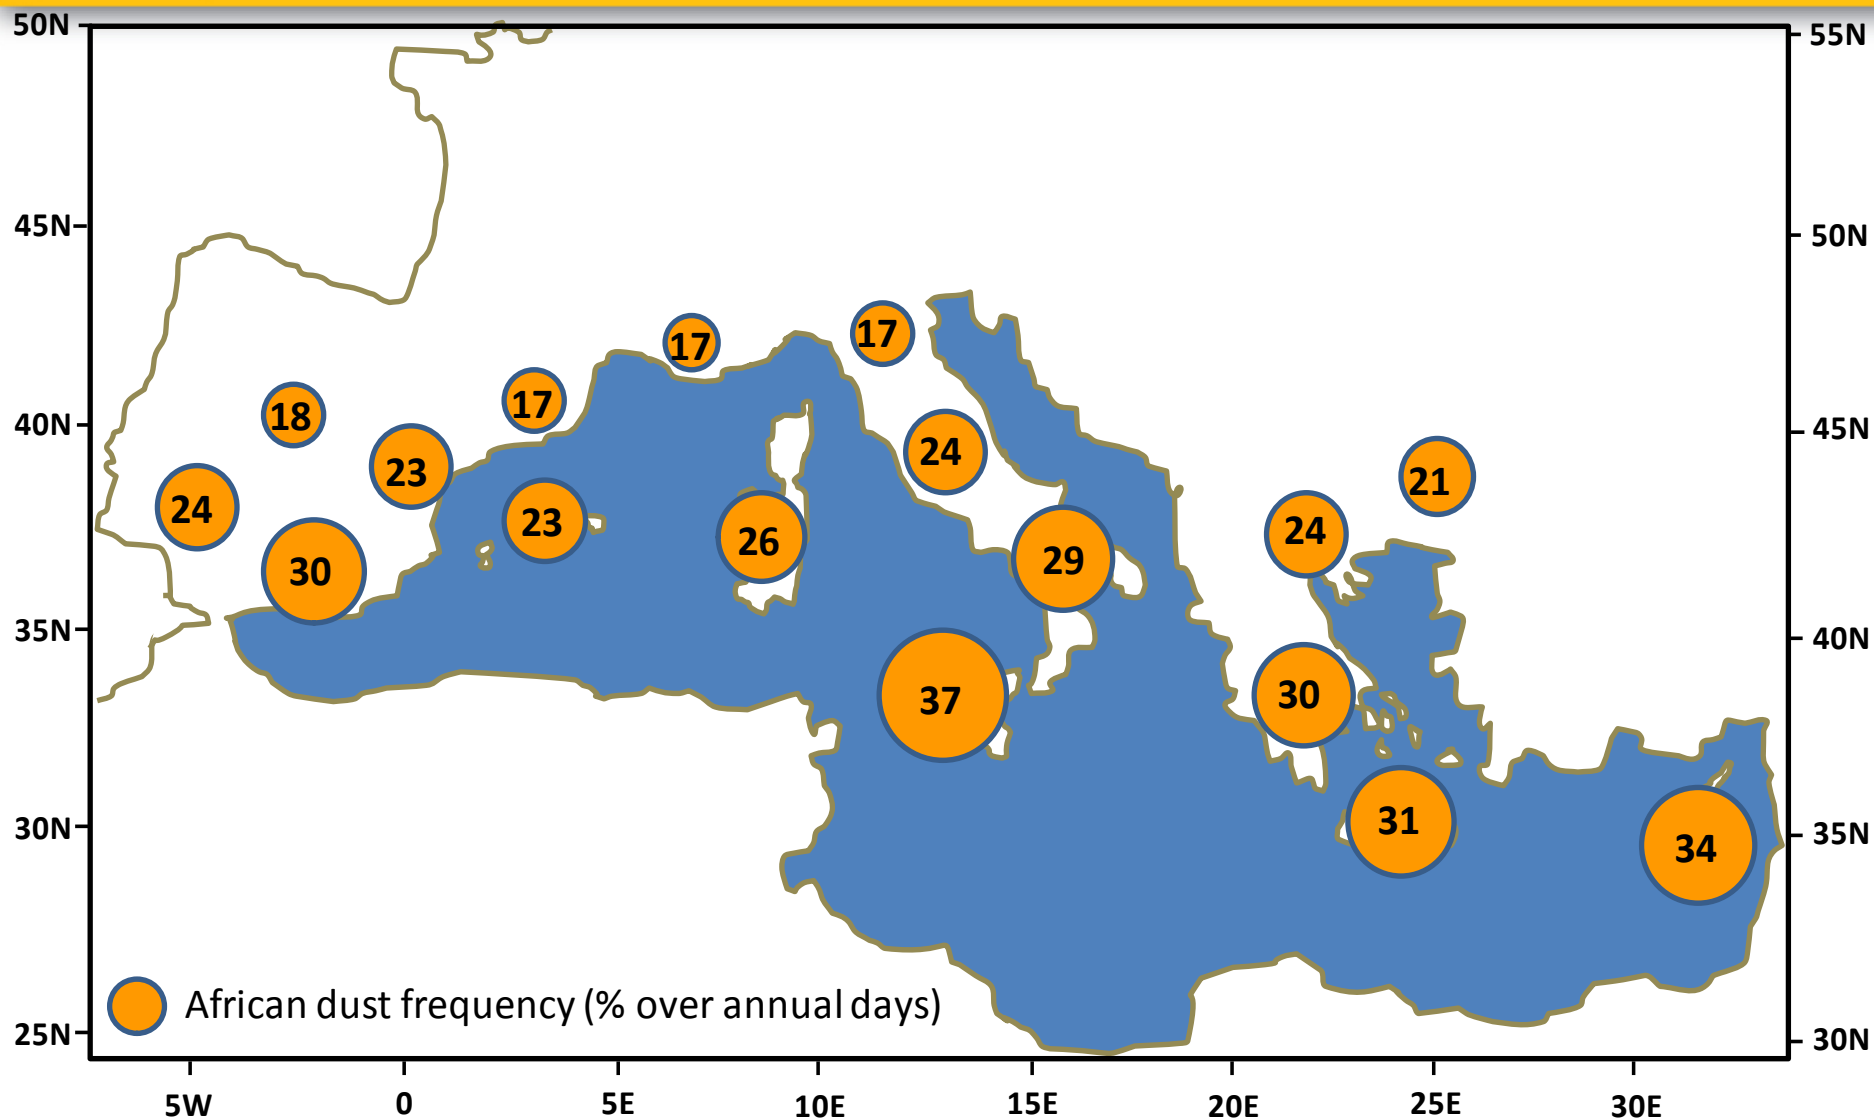 50N
55N
45N
50N
17
17
17
40N
18
45N
24
23
21
24
23
24
26
29
30
35N
40N
37
30
31
30N
35N
34
African dust frequency (% over annual days)
25N
30N
5W
0
5E
10E
15E
20E
25E
30E